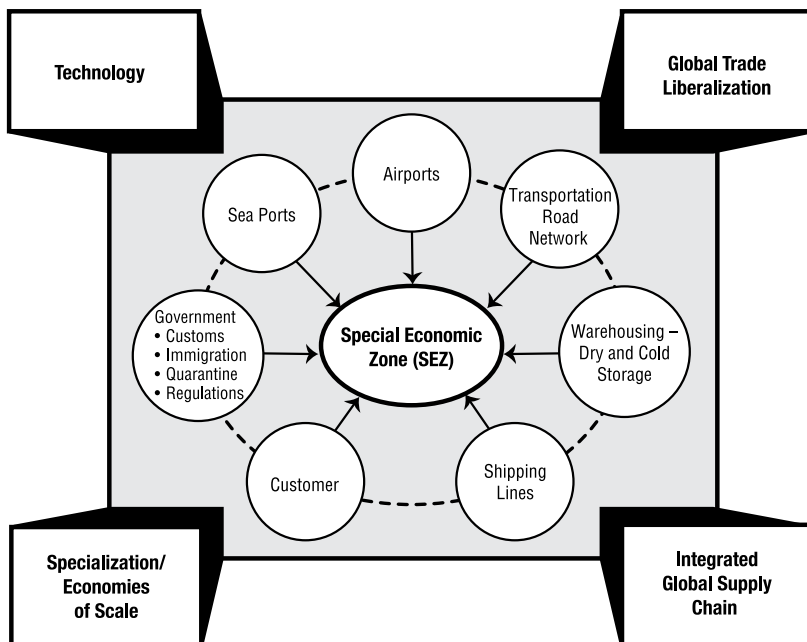 Technology
Global Trade
Liberalization
Airports
Sea Ports
Transportation
Road
Network
Government
• Customs
• Immigration
• Quarantine
• Regulations
Special Economic
Zone (SEZ)
Warehousing –
Dry and Cold
Storage
Customer
Shipping
Lines
Specialization/
Economies
of Scale
Integrated
Global Supply
Chain